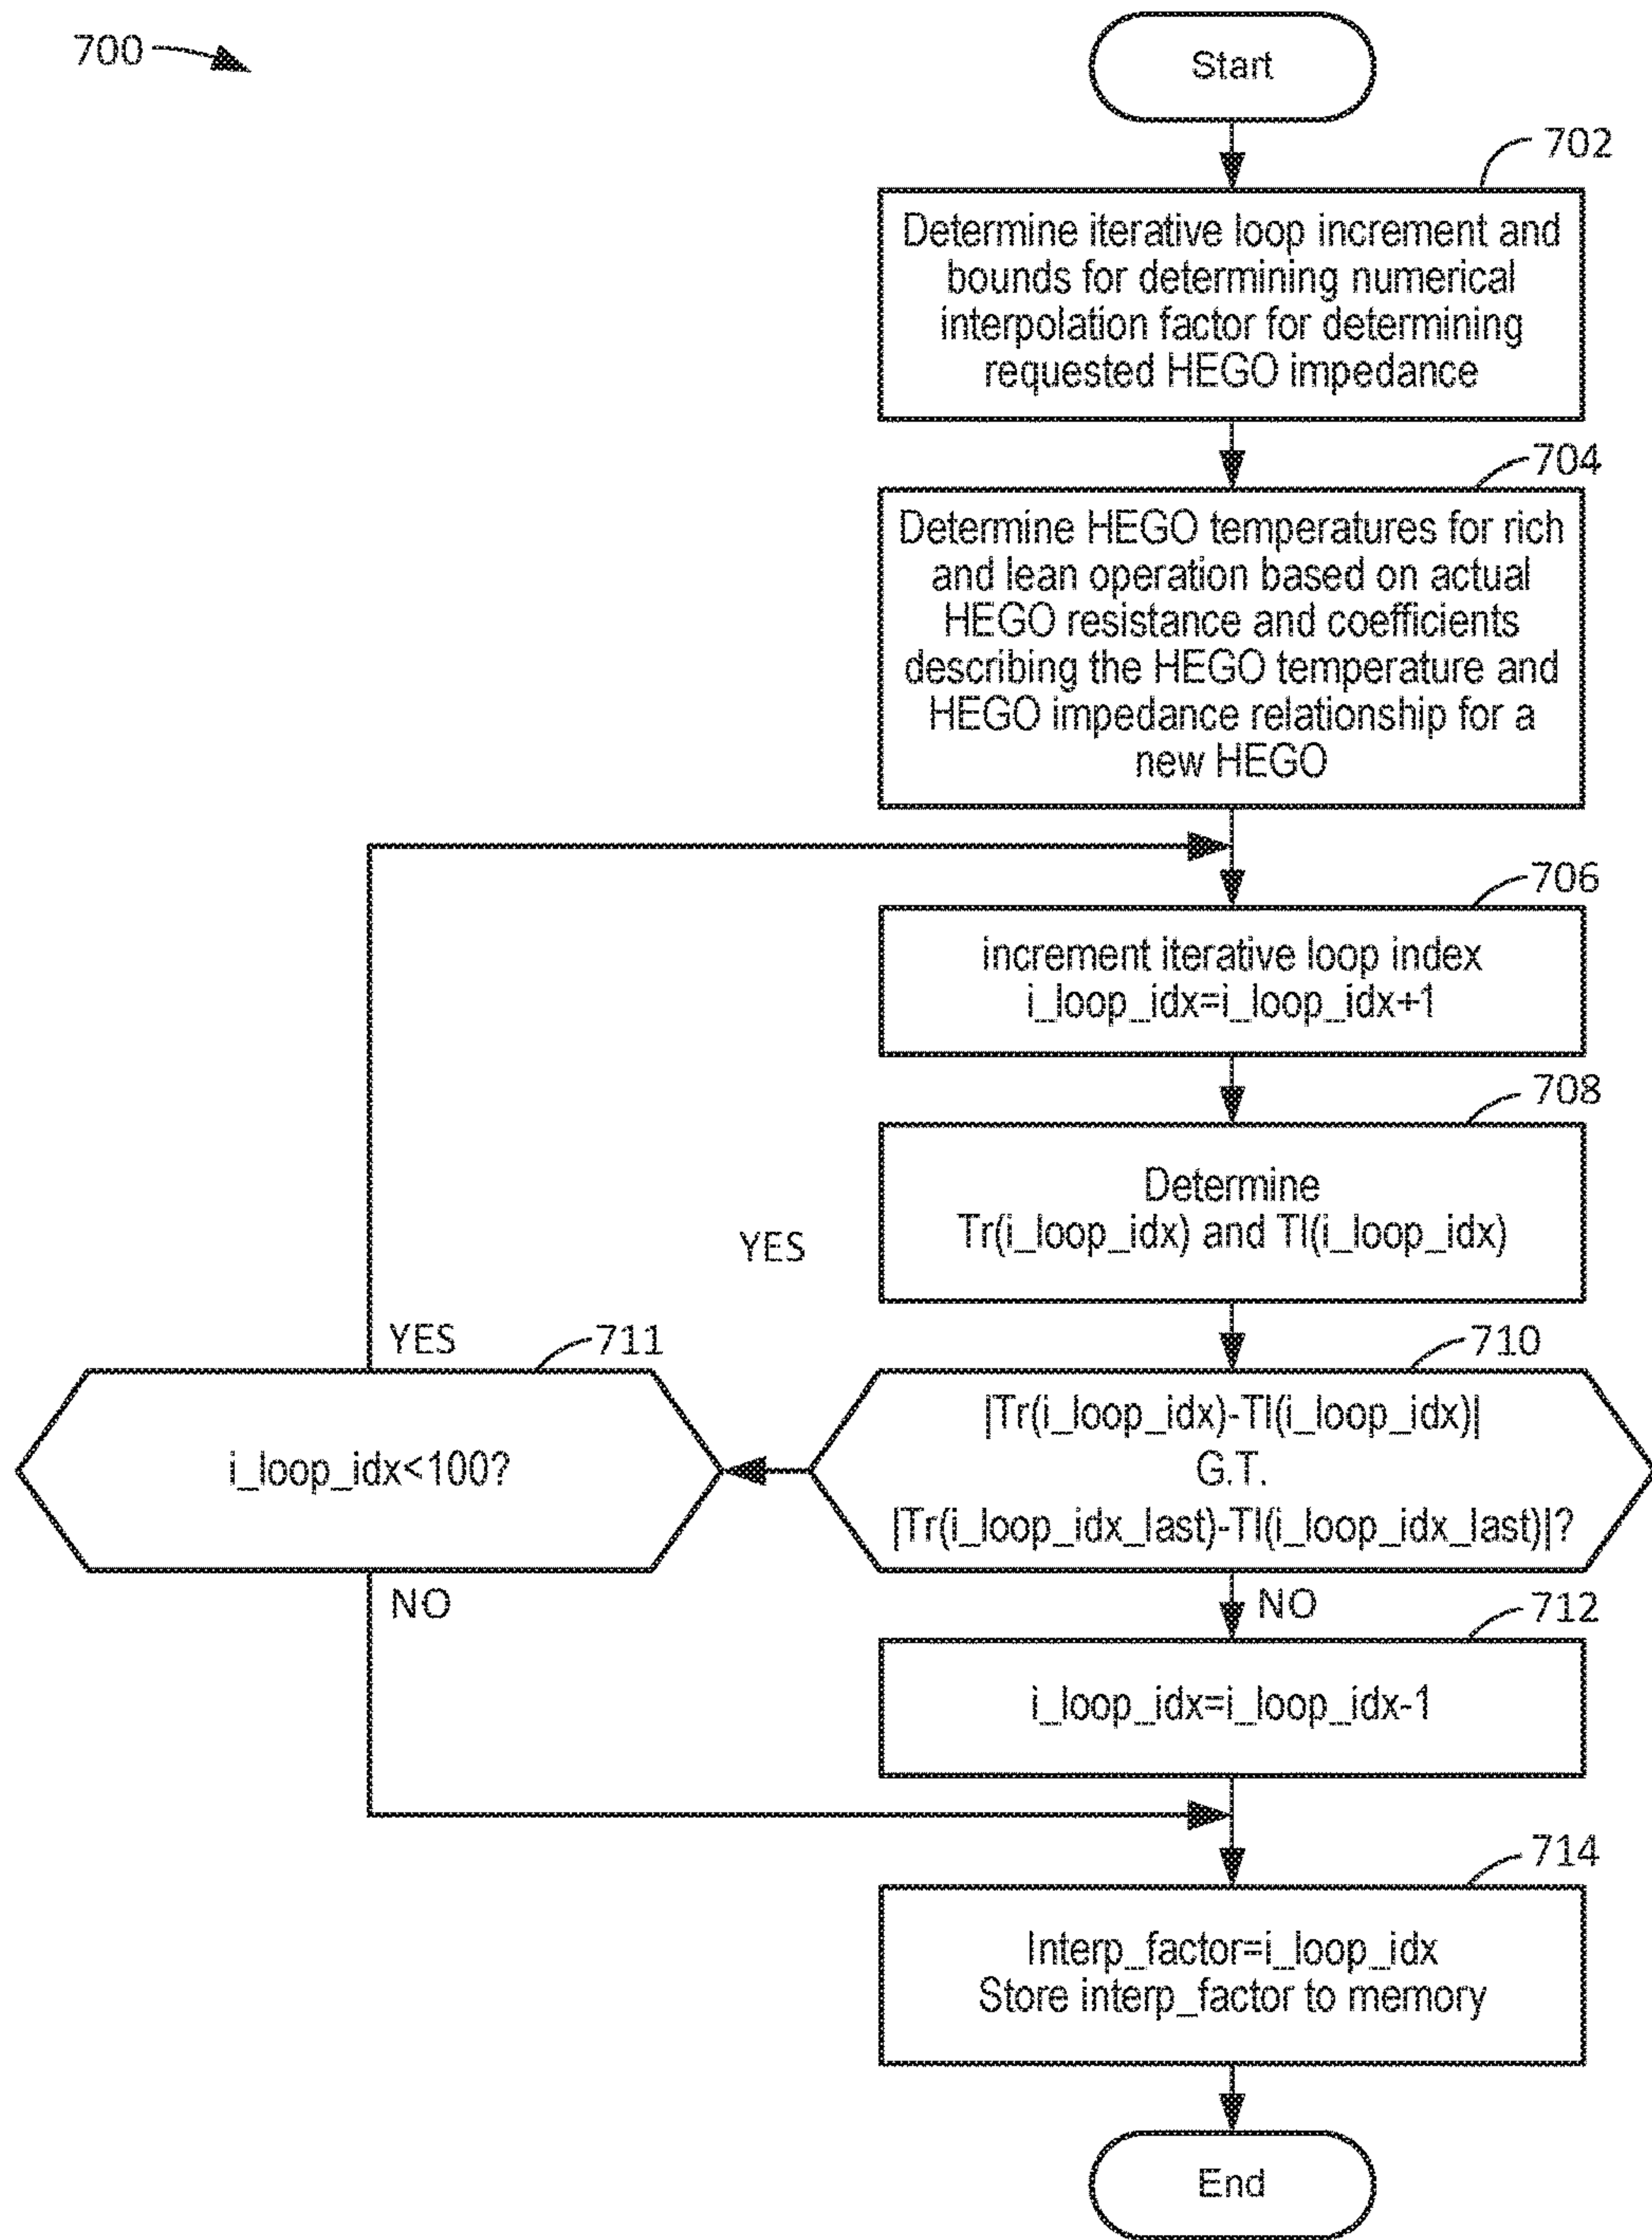 700
Start
702
Determine iterative loop increment and
bounds for determining numerical
interpolation factor for determining
requested HEGO impedance
704
Determine HEGO temperatures for rich
and lean operation based on actual
HEGO resistance and coefficients
describing the HEGO temperature and
HEGO impedance relationship for a
new HEGO
706
increment iterative loop index
i_loop_idx=i_loop_idx+1
708
Determine
Tr(i_loop_idx) and Tl(i_loop_idx)
YES
YES
711
i_loop_idx<100?
NO
710
|Tr(i_loop_idx)-Tl(i_loop_idx)|
G.T.
|Tr(i_loop_idx_last)-Tl(i_loop_idx_last)|?
NO
712
i_loop_idx=i_loop_idx-1
714
Interp_factor=i_loop_idx
Store interp_factor to memory
End